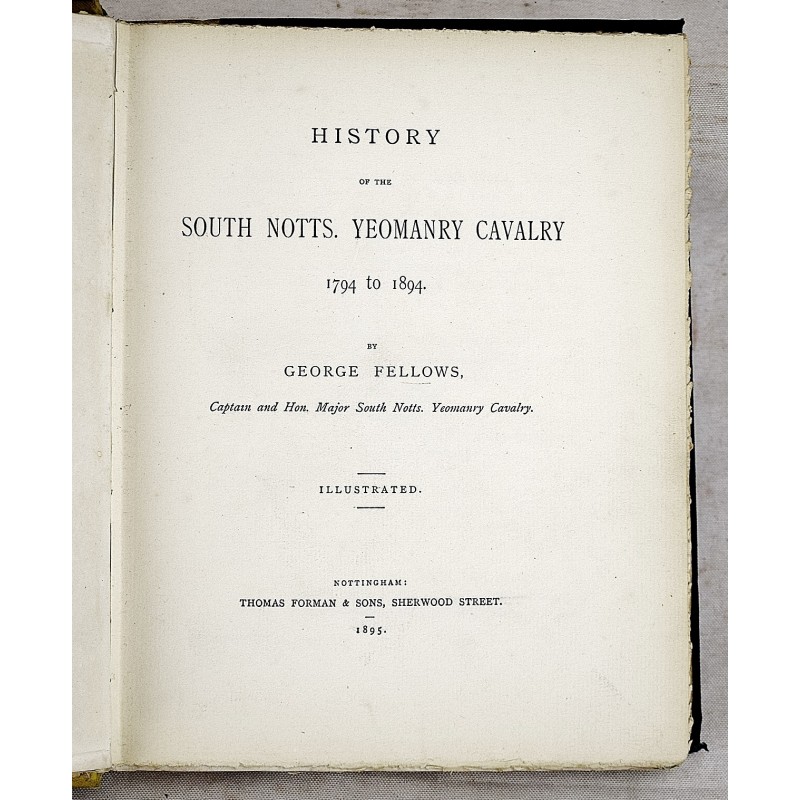 HISTORY
OF THE
SOUTH NOTTS. YEOMANRY CAVALRY
1794 to 1894.
BY
GEORGE FELLOWS,
Captain and Hon. Major South Notts. Yeomanry Cavalry.
ILLUSTRATED.
NOTTINGHAM:
THOMAS FORMAN & SONS, SHERWOOD STREET.
1895.